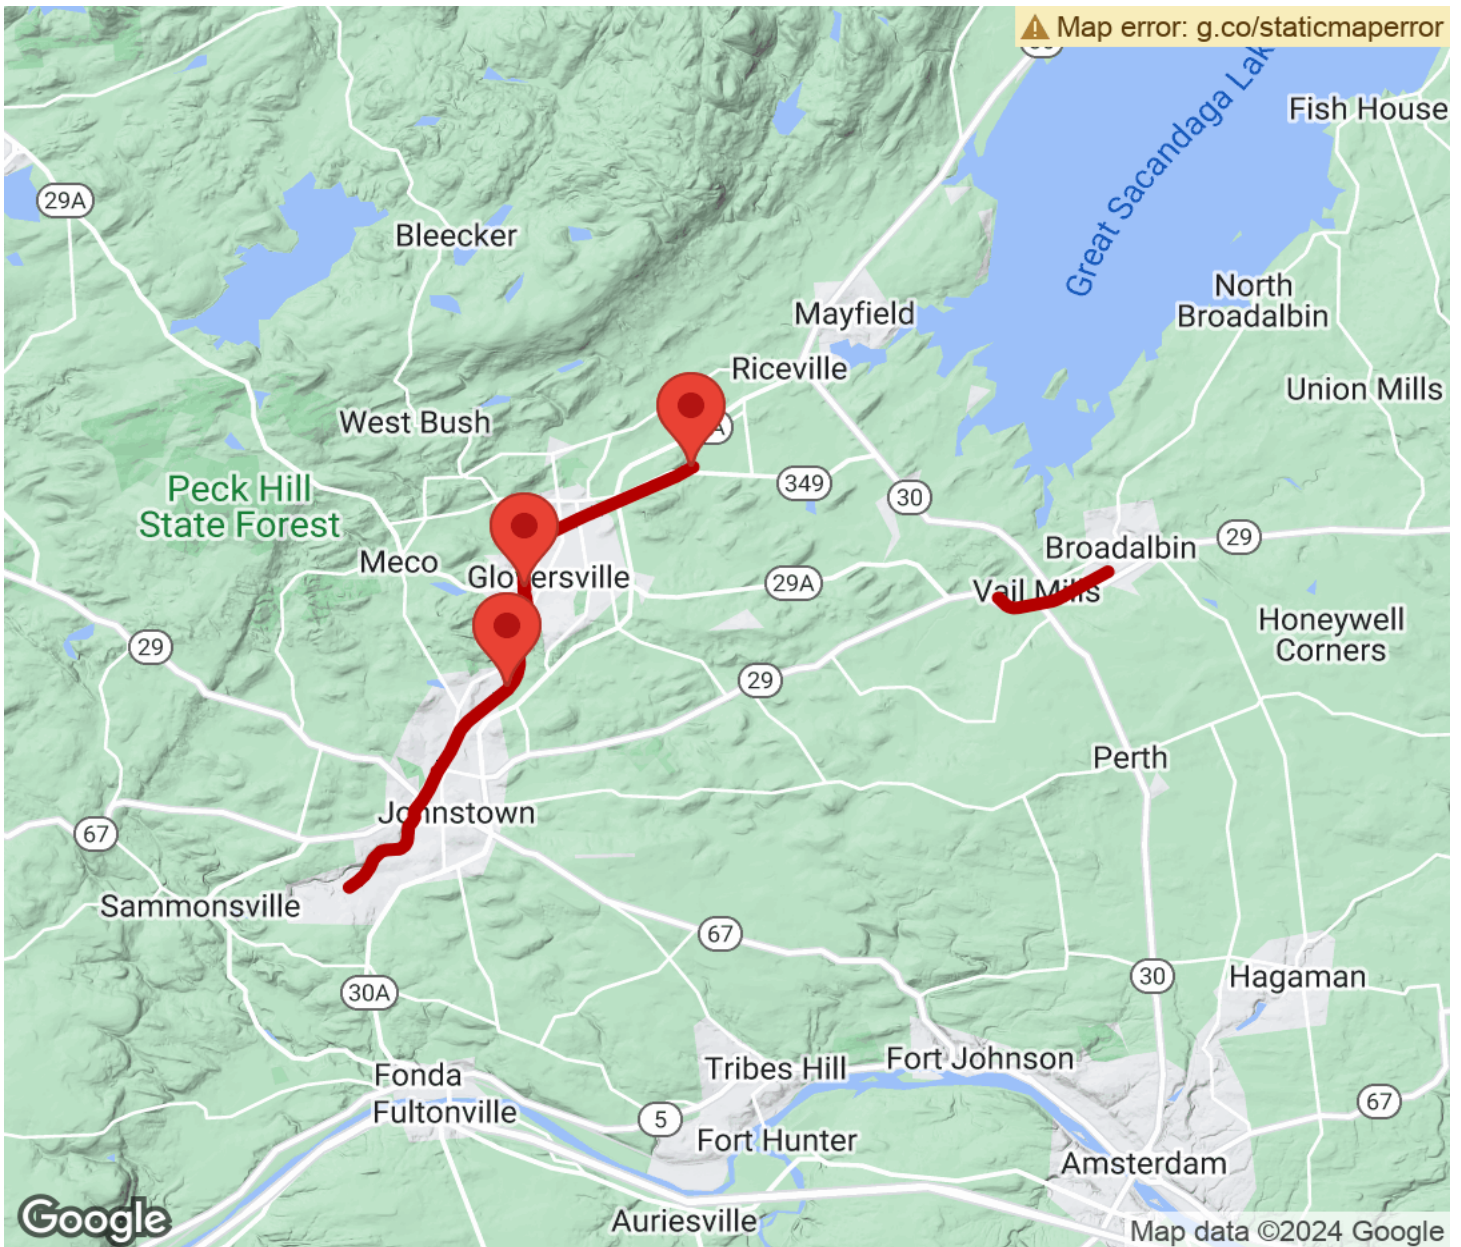 Map error: g.co/staticmaperror
Great Sacandaga Lak
Fish House
29A
Bleecker
North
Broadalbin
Mayfield
Riceville
Union Mills
West Bush
A
349
30
Peck Hill
State Forest
29
Broadalbin
Meco
Gloversville
29A
Vail Mills
Honeywell
Corners
29
29
Perth
Johnstown
67
Sammonsville
67
30A
30
Hagaman
Fonda
Tribes Hill
Fort Johnson
Fultonville
5
67
Fort Hunter
Amsterdam
Auriesville
Google
Map data ©2024 Google